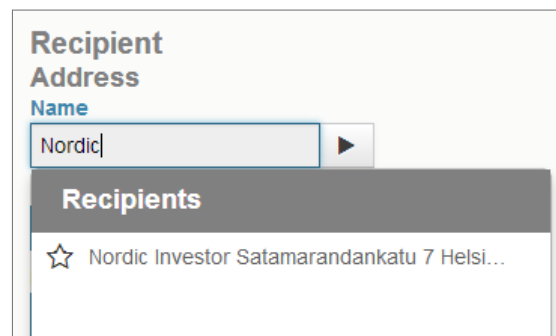 Recipient
Address
Name
Nordic
Recipients
Nordic Investor Satamarandankatu 7 Helsi...